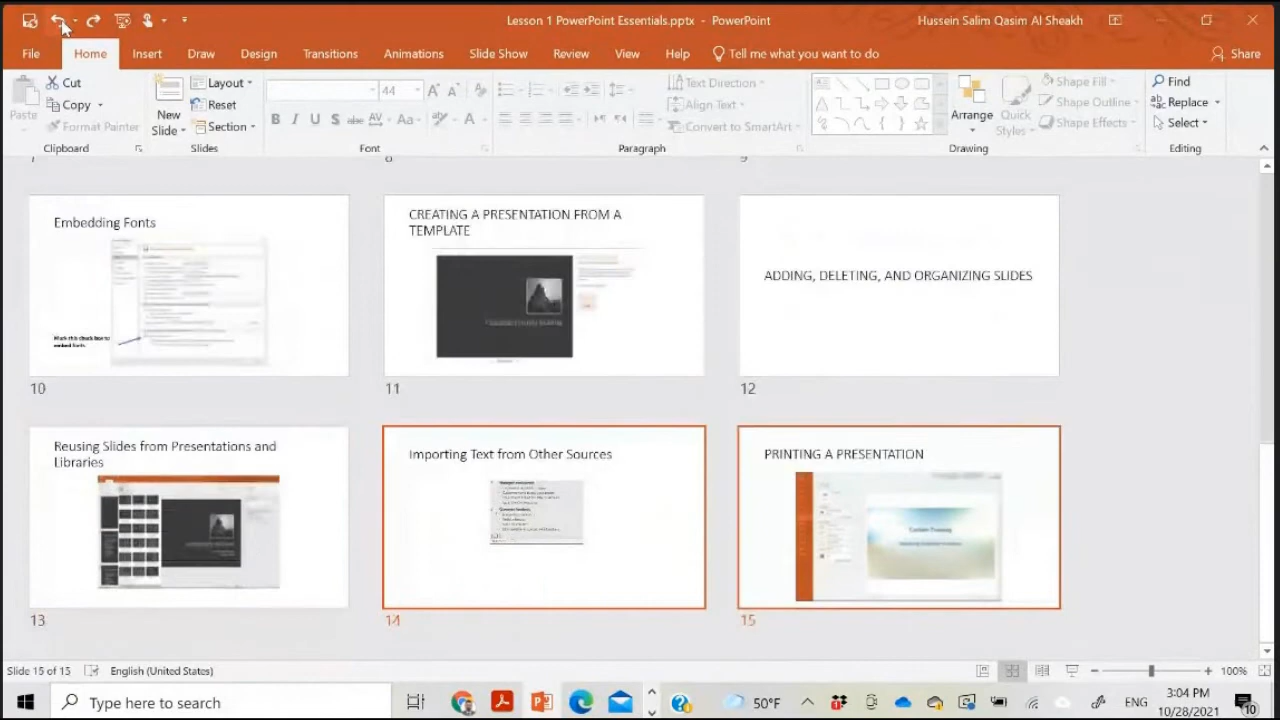 Lesson 1 PowerPoint Essentials.pptx - PowerPoint
Hussein Salim Qasim Al Sheakh
File Home Insert Draw Design Transitions Animations Slide Show Review View Help Tell me what you want to do Share
Paste
Cut
Copy
Format Painter
Clipboard
New
Slide
Layout
Reset
Section
Slides
B I U S abc AV Aa A
Font
Text Direction
Align Text
Convert to SmartArt
Paragraph
Arrange
Quick
Styles
Shape Fill
Shape Outline
Shape Effects
Drawing
Find
Replace
Select
Editing
Embedding Fonts
Mark this check box to
embed fonts
10
CREATING A PRESENTATION FROM A
TEMPLATE
11
ADDING, DELETING, AND ORGANIZING SLIDES
12
Reusing Slides from Presentations and
Libraries
13
Importing Text from Other Sources
14
PRINTING A PRESENTATION
15
Slide 15 of 15 English (United States) 100%
Type here to search
50°F
ENG
3:04 PM
10/28/2021
10